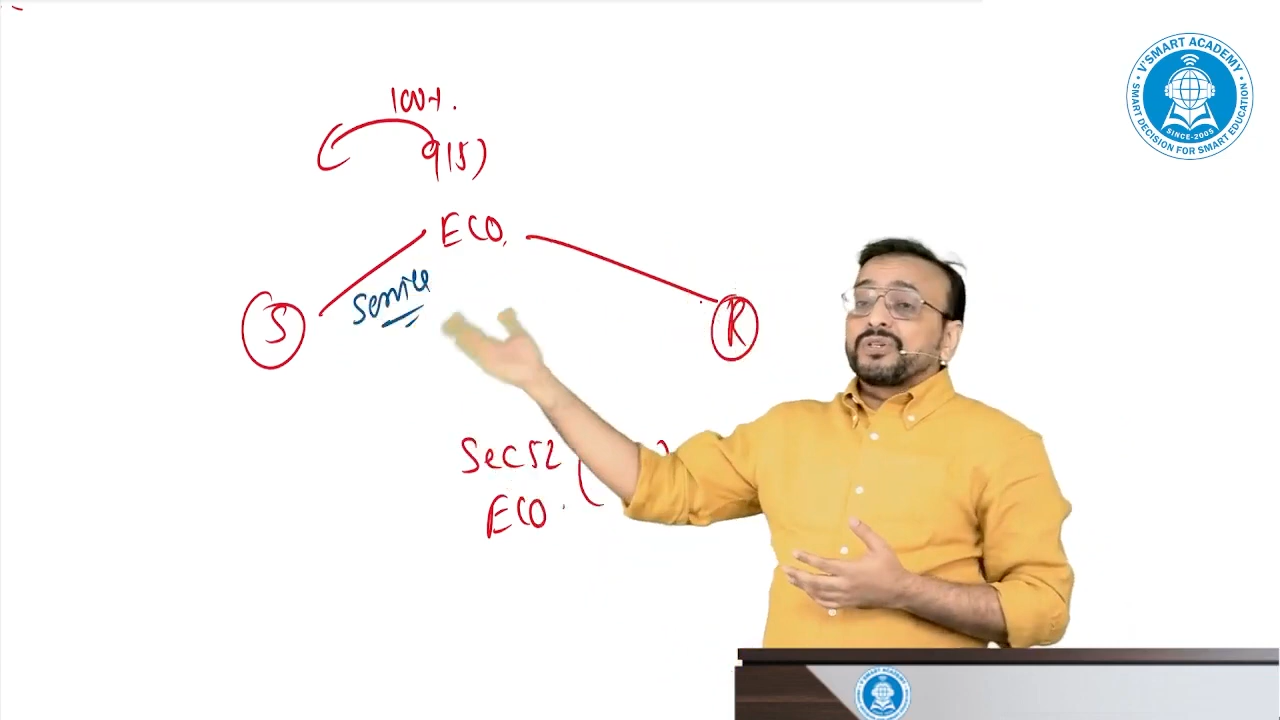 V'SMART ACADEMY
SMART DECISION FOR SMART EDUCATION
SINCE-2005
100%.
9(5)
ECO.
Service
S
R
Sec 52 (
ECO.